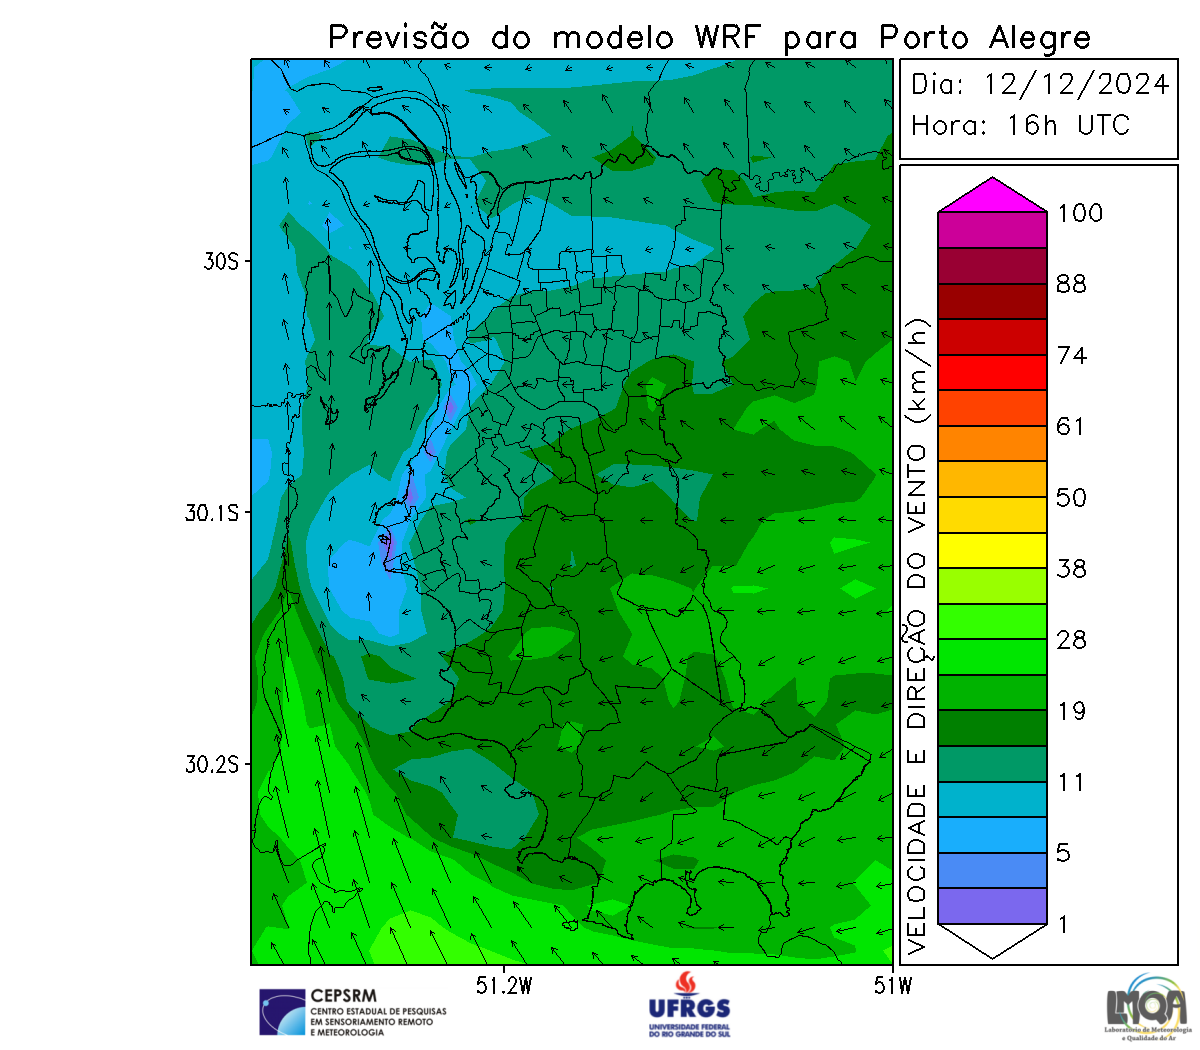 Previsão do modelo WRF para Porto Alegre
Dia: 12/12/2024
Hora: 16h UTC
VELOCIDADE E DIREÇÃO DO VENTO (km/h)
100
88
74
61
50
38
28
19
11
5
1
30S
30.1S
30.2S
51.2W
51W
CEPSRM
CENTRO ESTADUAL DE PESQUISAS
EM SENSORIAMENTO REMOTO
E METEOROLOGIA
UFRGS
UNIVERSIDADE FEDERAL
DO RIO GRANDE DO SUL
LMQA
Laboratório de Meteorologia
e Qualidade do Ar